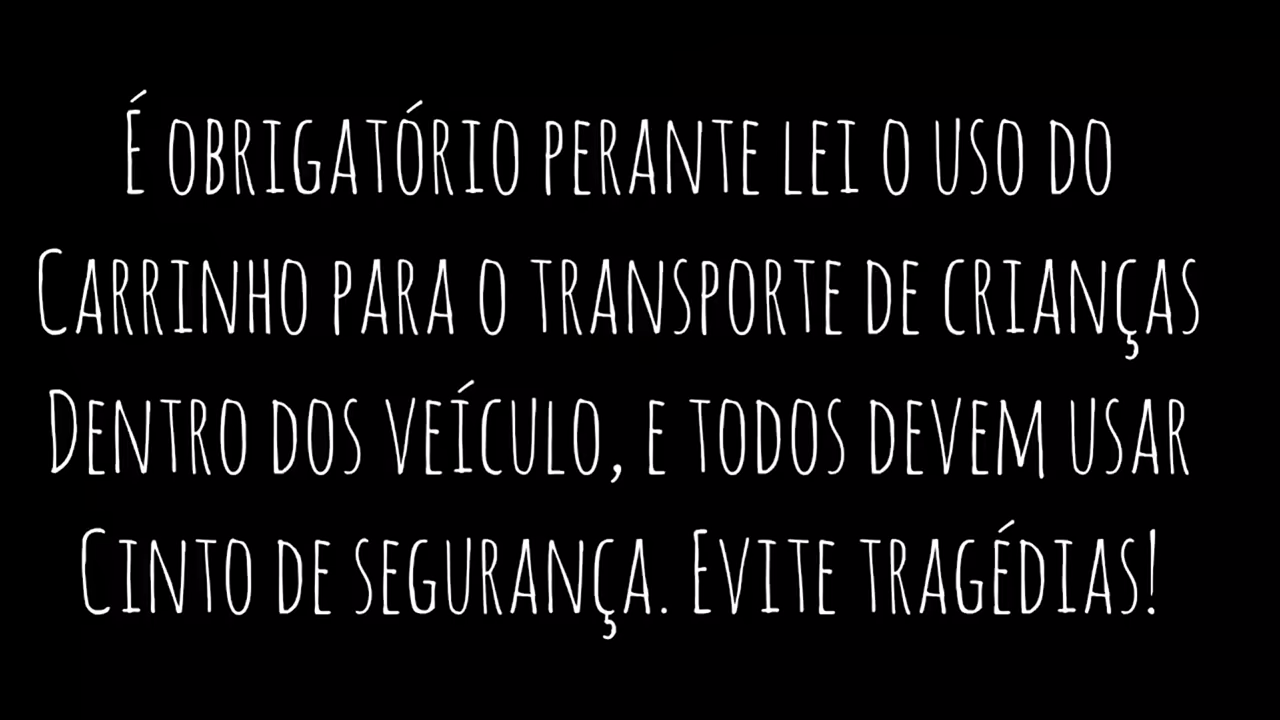 É OBRIGATÓRIO PERANTE LEI O USO DO
CARRINHO PARA O TRANSPORTE DE CRIANÇAS
DENTRO DOS VEÍCULO, E TODOS DEVEM USAR
CINTO DE SEGURANÇA. EVITE TRAGÉDIAS!